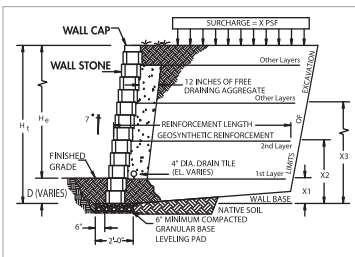 SURCHARGE = X PSF
WALL CAP
WALL STONE
Other Layers
12 INCHES OF FREE
DRAINING AGGREGATE
Other Layers
LIMITS OF EXCAVATION
H t
H e
7°
REINFORCEMENT LENGTH
GEOSYNTHETIC REINFORCEMENT
2nd Layer
X3
X2
X1
FINISHED
GRADE
4" DIA. DRAIN TILE
(EL. VARIES)
1st Layer
D (VARIES)
WALL BASE
NATIVE SOIL
6" MINIMUM COMPACTED
GRANULAR BASE
LEVELING PAD
6"
2'-0"